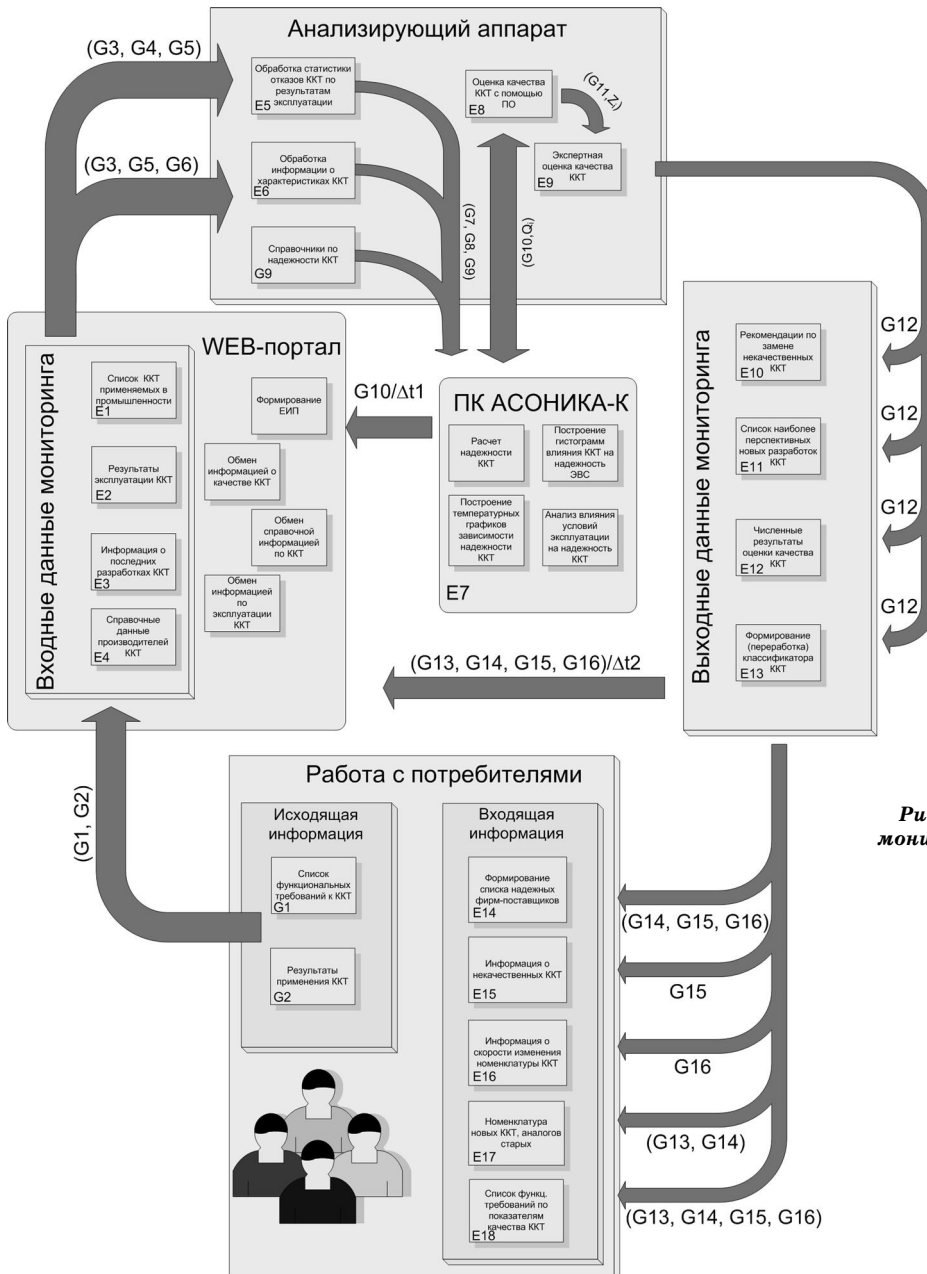 Анализирующий аппарат
(G3, G4, G5)
Обработка статистики
отказов ККТ по
результатам
эксплуатации
E5
Оценка качества
ККТ с помощью
ПО
E8
(G11,Zi)
(G3, G5, G6)
Обработка
информации о
характеристиках ККТ
E6
Экспертная
оценка качества
ККТ
E9
Справочники по
надежности ККТ
G9
(G7, G8, G9)
(G10,Qi)
WEB-портал
Входные данные мониторинга
Список ККТ
применяемых в
промышленности
E1
Результаты
эксплуатации ККТ
E2
Информация о
последних
разработках ККТ
E3
Справочные
данные
производителей
ККТ
E4
Формирование
ЕИП
Обмен
информацией о
качестве ККТ
Обмен
справочной
информацией
по ККТ
Обмен
информацией
по
эксплуатации
ККТ
G10/Δt1
ПК АСОНИКА-К
Расчет
надежности
ККТ
Построение
гистограмм
влияния ККТ на
надежность
ЭВС
Построение
температурных
графиков
зависимости
надежности ККТ
Анализ влияния
условий
эксплуатации
на надежность ККТ
E7
Выходные данные мониторинга
Рекомендации по
замене
некачественных
ККТ
E10
G12
Список наиболее
перспективных
новых разработок
ККТ
E11
G12
Численные
результаты
оценки качества
ККТ
E12
G12
Формирование
(переработка)
классификатора
ККТ
E13
G12
(G13, G14, G15, G16)/Δt2
(G1, G2)
Работа с потребителями
Исходящая
информация
Список
функциональных
требований к ККТ
G1
Результаты
применения ККТ
G2
Входящая
информация
Формирование
списка надежных
фирм-поставщиков
E14
(G14, G15, G16)
Информация о
некачественных ККТ
E15
G15
Информация о
скорости изменения
номенклатуры ККТ
E16
G16
Номенклатура
новых ККТ, аналогов
старых
E17
(G13, G14)
Список функц.
требований по
показателям
качества ККТ
E18
(G13, G14, G15, G16)
Ри
мони